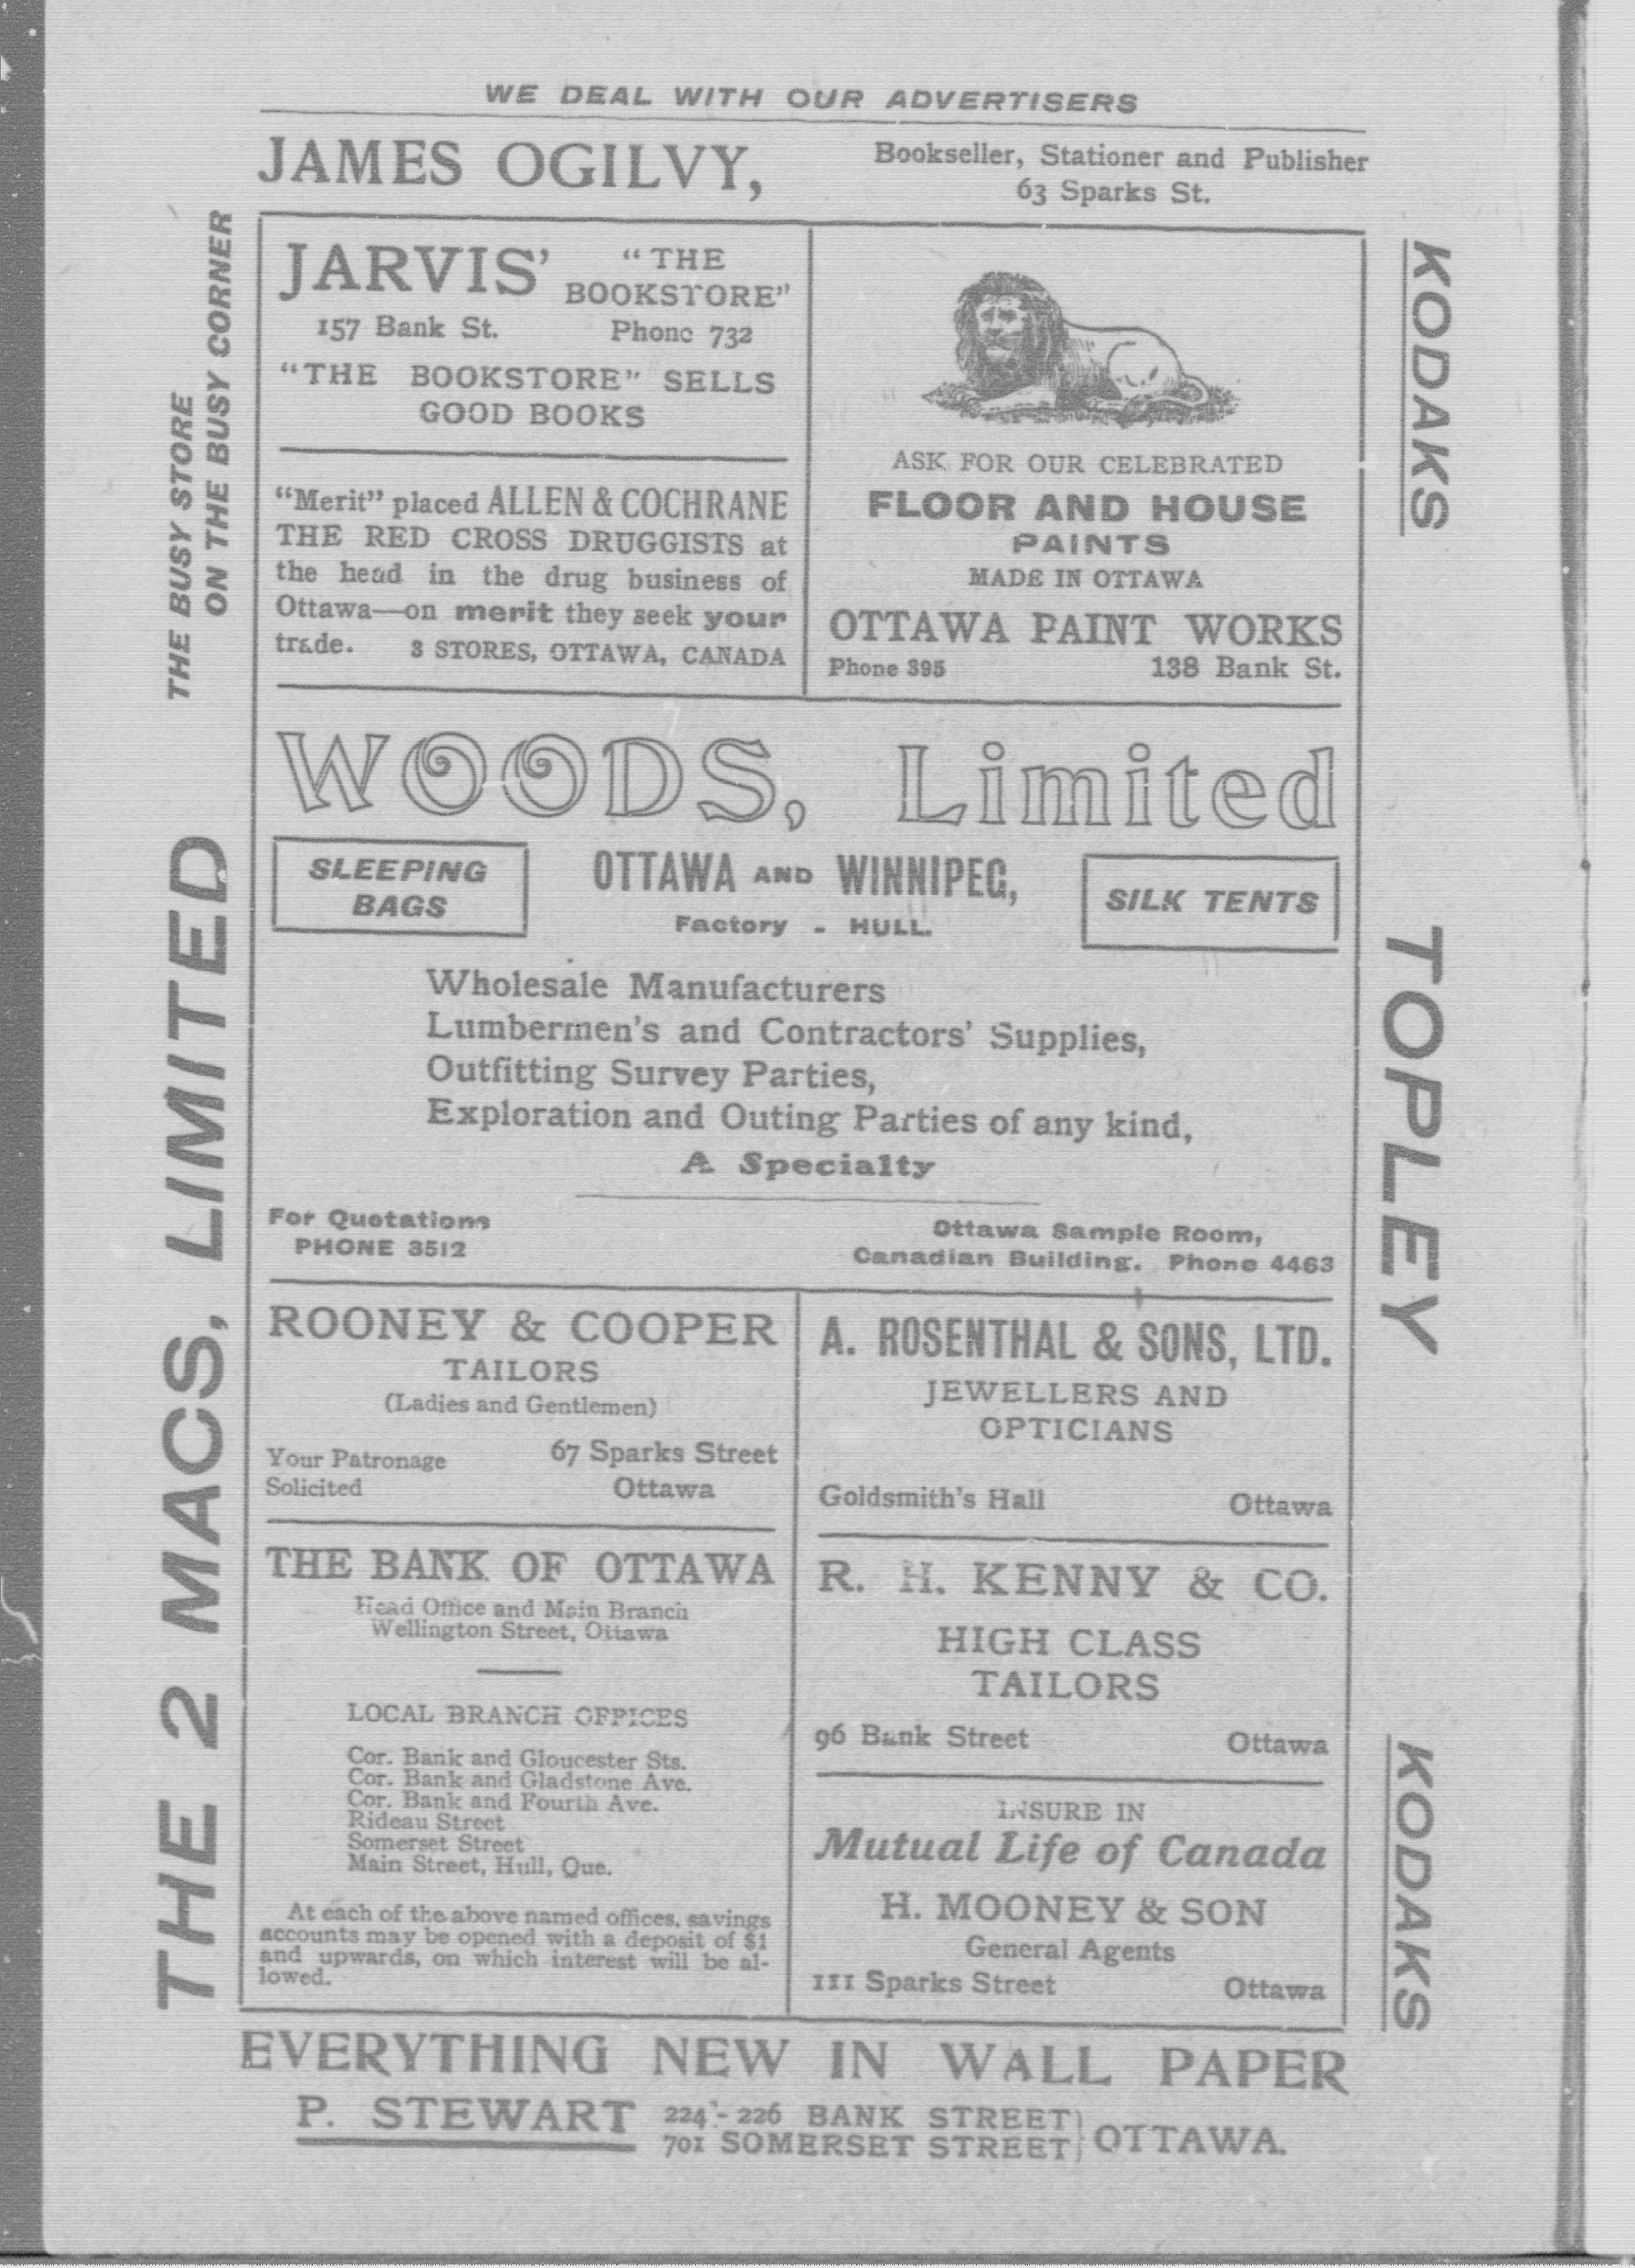 WE DEAL WITH OUR ADVERTISERS
JAMES OGILVY,
Bookseller, Stationer and Publisher
63 Sparks St.
THE BUSY STORE
ON THE BUSY CORNER
THE 2 MACS, LIMITED
JARVIS' "THE
BOOKSTORE"
157 Bank St. Phone 732
"THE BOOKSTORE" SELLS
GOOD BOOKS
"Merit" placed ALLEN & COCHRANE
THE RED CROSS DRUGGISTS at
the head in the drug business of
Ottawa—on merit they seek your
trade. 3 STORES, OTTAWA, CANADA
ASK FOR OUR CELEBRATED
FLOOR AND HOUSE
PAINTS
MADE IN OTTAWA
OTTAWA PAINT WORKS
Phone 395 138 Bank St.
WOODS, Limited
SLEEPING
BAGS
OTTAWA AND WINNIPEG,
Factory - HULL.
SILK TENTS
Wholesale Manufacturers
Lumbermen's and Contractors' Supplies,
Outfitting Survey Parties,
Exploration and Outing Parties of any kind,
A Specialty
For Quotations
PHONE 3512
Ottawa Sample Room,
Canadian Building. Phone 4463
ROONEY & COOPER
TAILORS
(Ladies and Gentlemen)
Your Patronage
Solicited
67 Sparks Street
Ottawa
A. ROSENTHAL & SONS, LTD.
JEWELLERS AND
OPTICIANS
Goldsmith's Hall Ottawa
THE BANK OF OTTAWA
Head Office and Main Branch
Wellington Street, Ottawa
LOCAL BRANCH OFFICES
Cor. Bank and Gloucester Sts.
Cor. Bank and Gladstone Ave.
Cor. Bank and Fourth Ave.
Rideau Street
Somerset Street
Main Street, Hull, Que.
At each of the above named offices, savings
accounts may be opened with a deposit of $1
and upwards, on which interest will be al-
lowed.
R. H. KENNY & CO.
HIGH CLASS
TAILORS
96 Bank Street Ottawa
INSURE IN
Mutual Life of Canada
H. MOONEY & SON
General Agents
111 Sparks Street Ottawa
KODAKS
TOPLEY
KODAKS
EVERYTHING NEW IN WALL PAPER
P. STEWART
224-226 BANK STREET
701 SOMERSET STREET
OTTAWA.